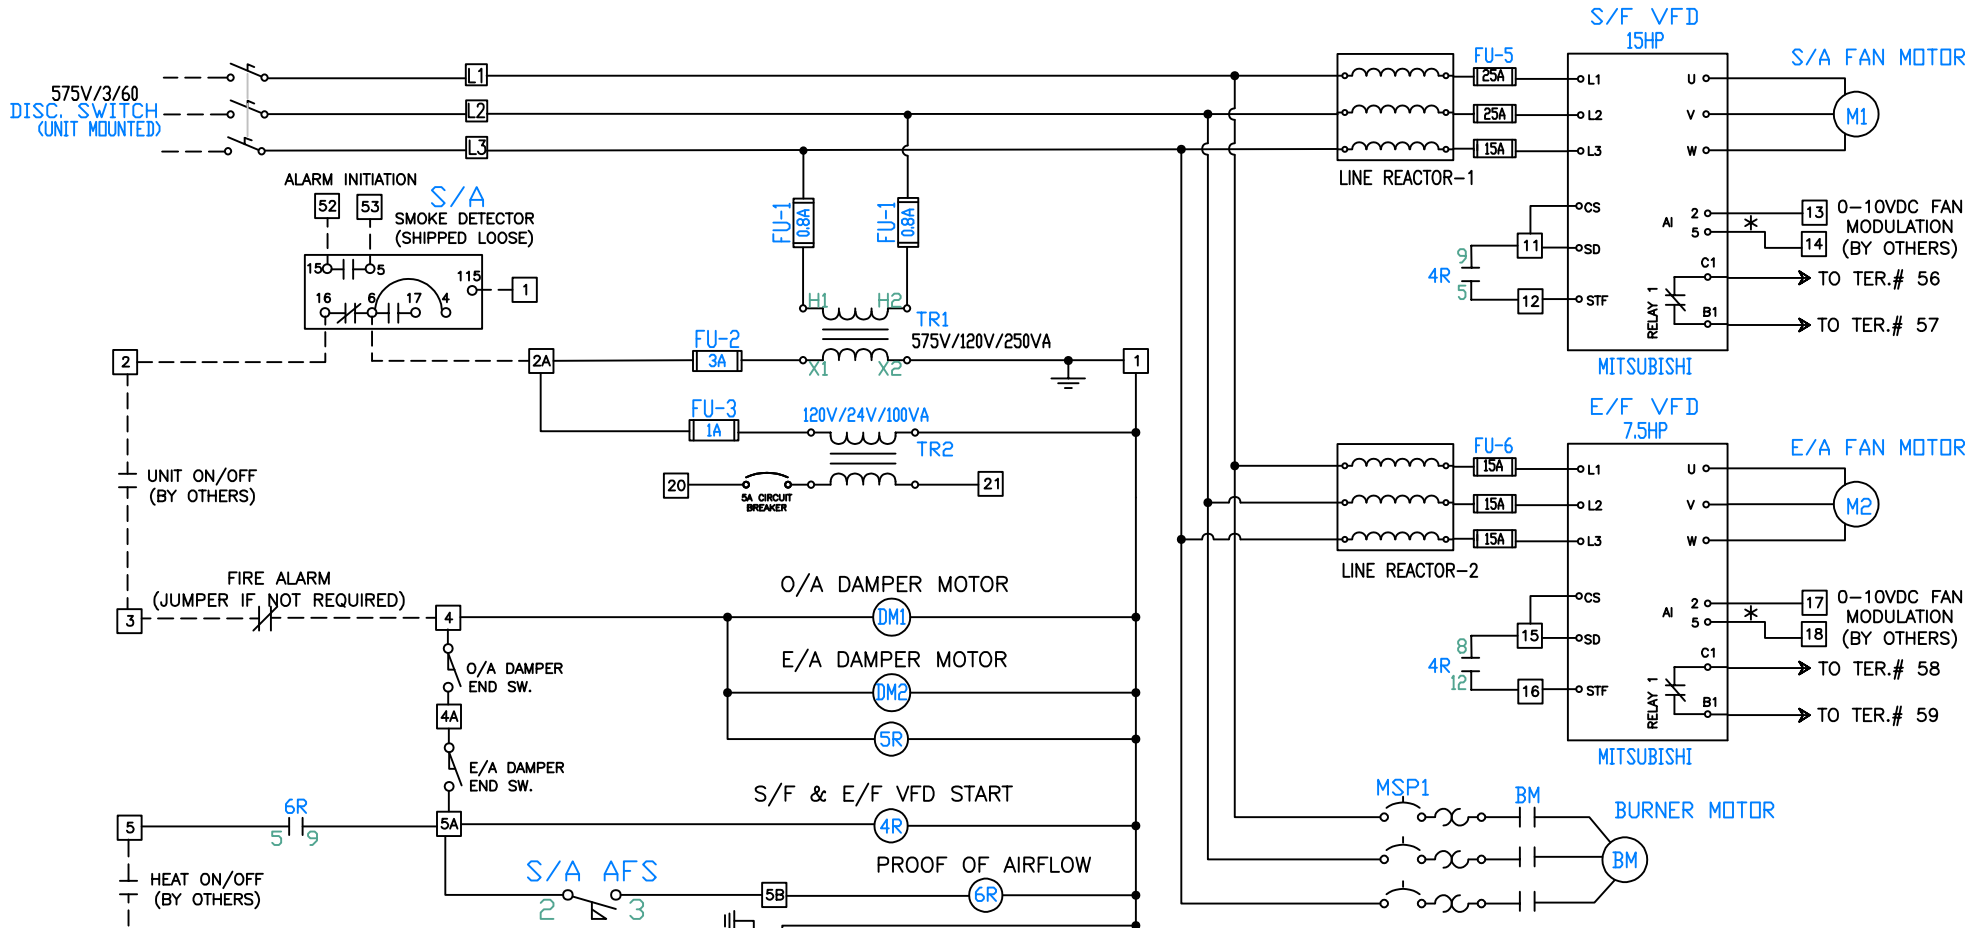 575V/3/60
DISC. SWITCH
(UNIT MOUNTED)
L1
L2
L3
ALARM INITIATION
52
53
S/A
SMOKE DETECTOR
(SHIPPED LOOSE)
15
5
115
1
16
6
17
4
2
2A
FU-1
0.8A
FU-1
0.8A
H1
H2
TR1
575V/120V/250VA
FU-2
3A
X1
X2
1
FU-3
1A
120V/24V/100VA
TR2
20
5A CIRCUIT
BREAKER
21
UNIT ON/OFF
(BY OTHERS)
FIRE ALARM
(JUMPER IF NOT REQUIRED)
3
4
O/A DAMPER MOTOR
DM1
E/A DAMPER MOTOR
DM2
5R
O/A DAMPER
END SW.
4A
E/A DAMPER
END SW.
S/F & E/F VFD START
4R
5
6R
5
9
5A
HEAT ON/OFF
(BY OTHERS)
S/A AFS
2
3
5B
PROOF OF AIRFLOW
6R
S/F VFD
15HP
FU-5
25A
25A
15A
LINE REACTOR-1
L1
L2
L3
U
V
W
S/A FAN MOTOR
M1
CS
SD
STF
11
12
9
4R
5
AI
2
5
*
13
14
0-10VDC FAN
MODULATION
(BY OTHERS)
C1
B1
RELAY 1
TO TER.# 56
TO TER.# 57
MITSUBISHI
E/F VFD
7.5HP
FU-6
15A
15A
15A
LINE REACTOR-2
L1
L2
L3
U
V
W
E/A FAN MOTOR
M2
CS
SD
STF
15
16
8
4R
12
AI
2
5
*
17
18
0-10VDC FAN
MODULATION
(BY OTHERS)
C1
B1
RELAY 1
TO TER.# 58
TO TER.# 59
MITSUBISHI
MSP1
BM
BURNER MOTOR
BM